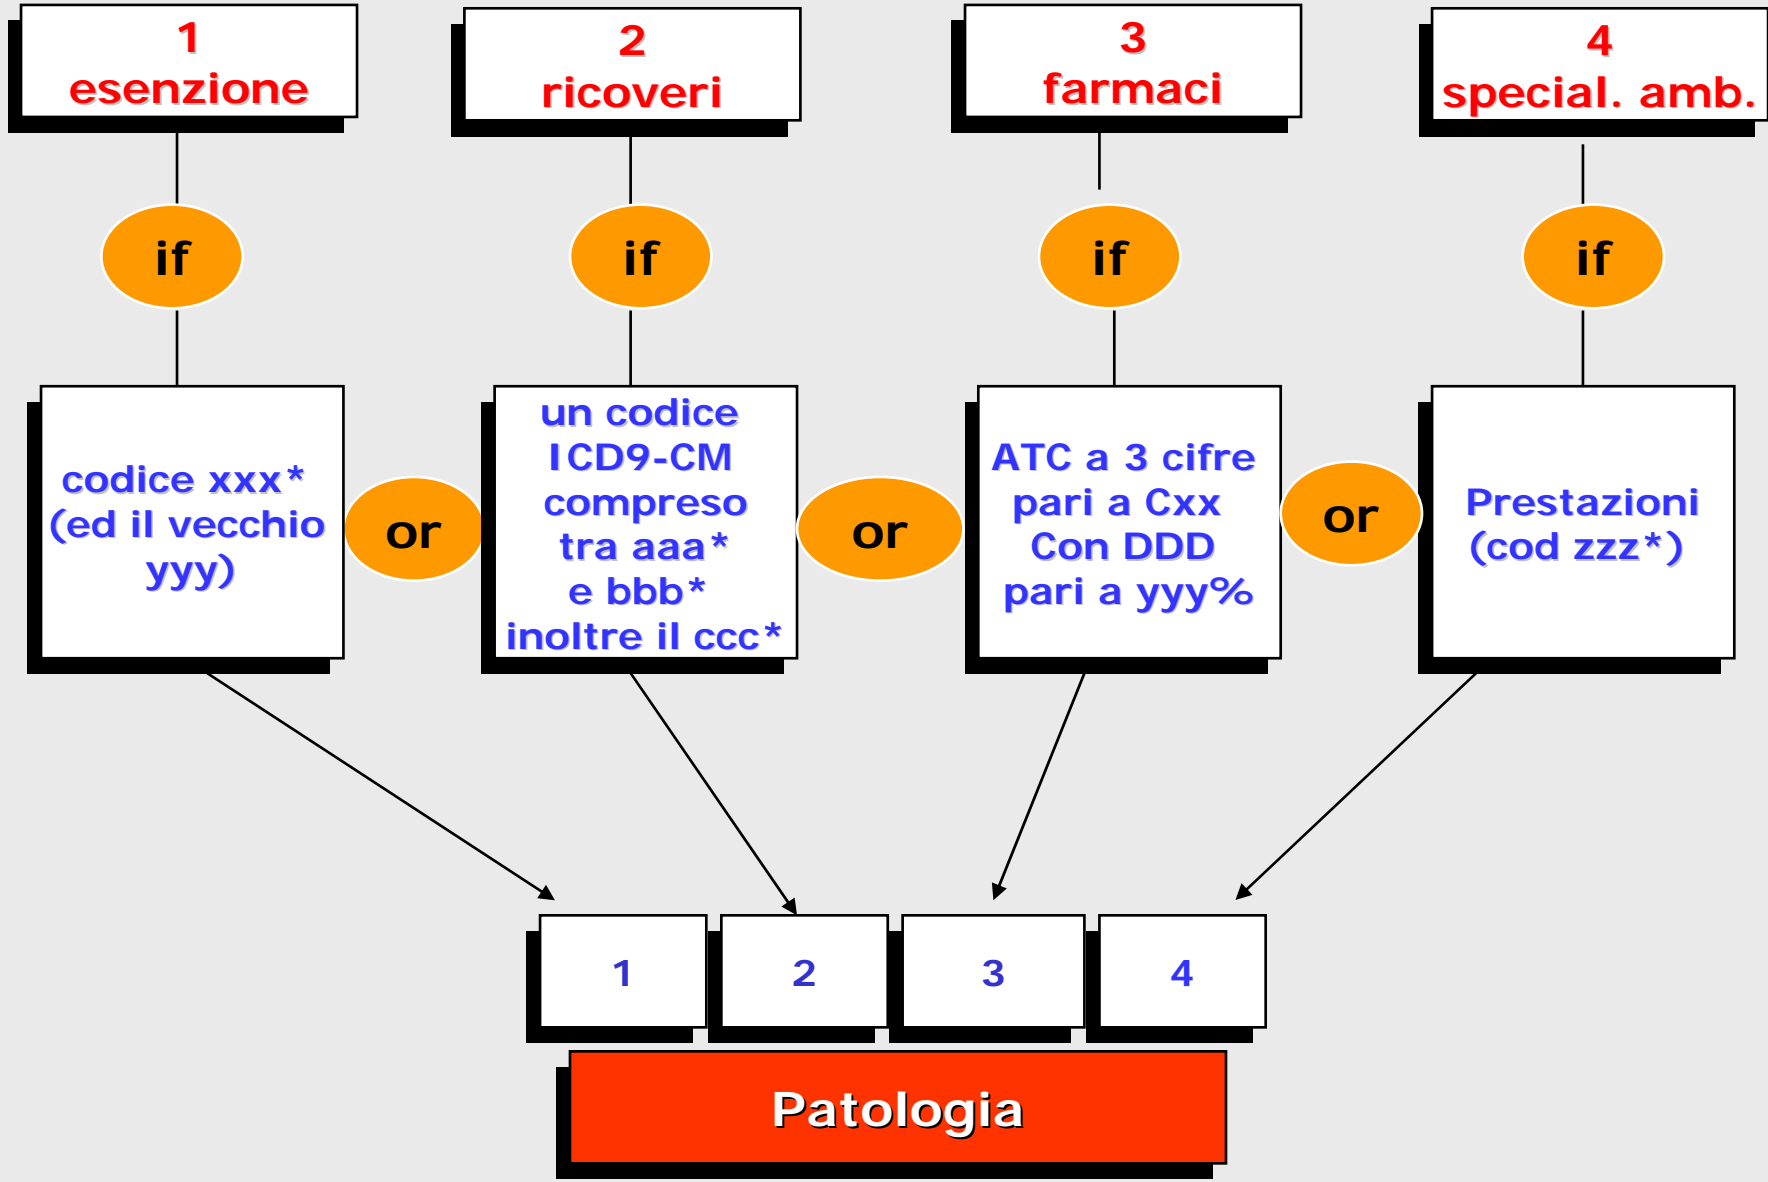 1
esenzione
2
ricoveri
3
farmaci
4
special. amb.
if
if
if
if
codice xxx*
(ed il vecchio
yyy)
or
un codice
ICD9-CM
compreso
tra aaa*
e bbb*
inoltre il ccc*
or
ATC a 3 cifre
pari a Cxx
Con DDD
pari a yyy%
or
Prestazioni
(cod zzz*)
1
2
3
4
Patologia